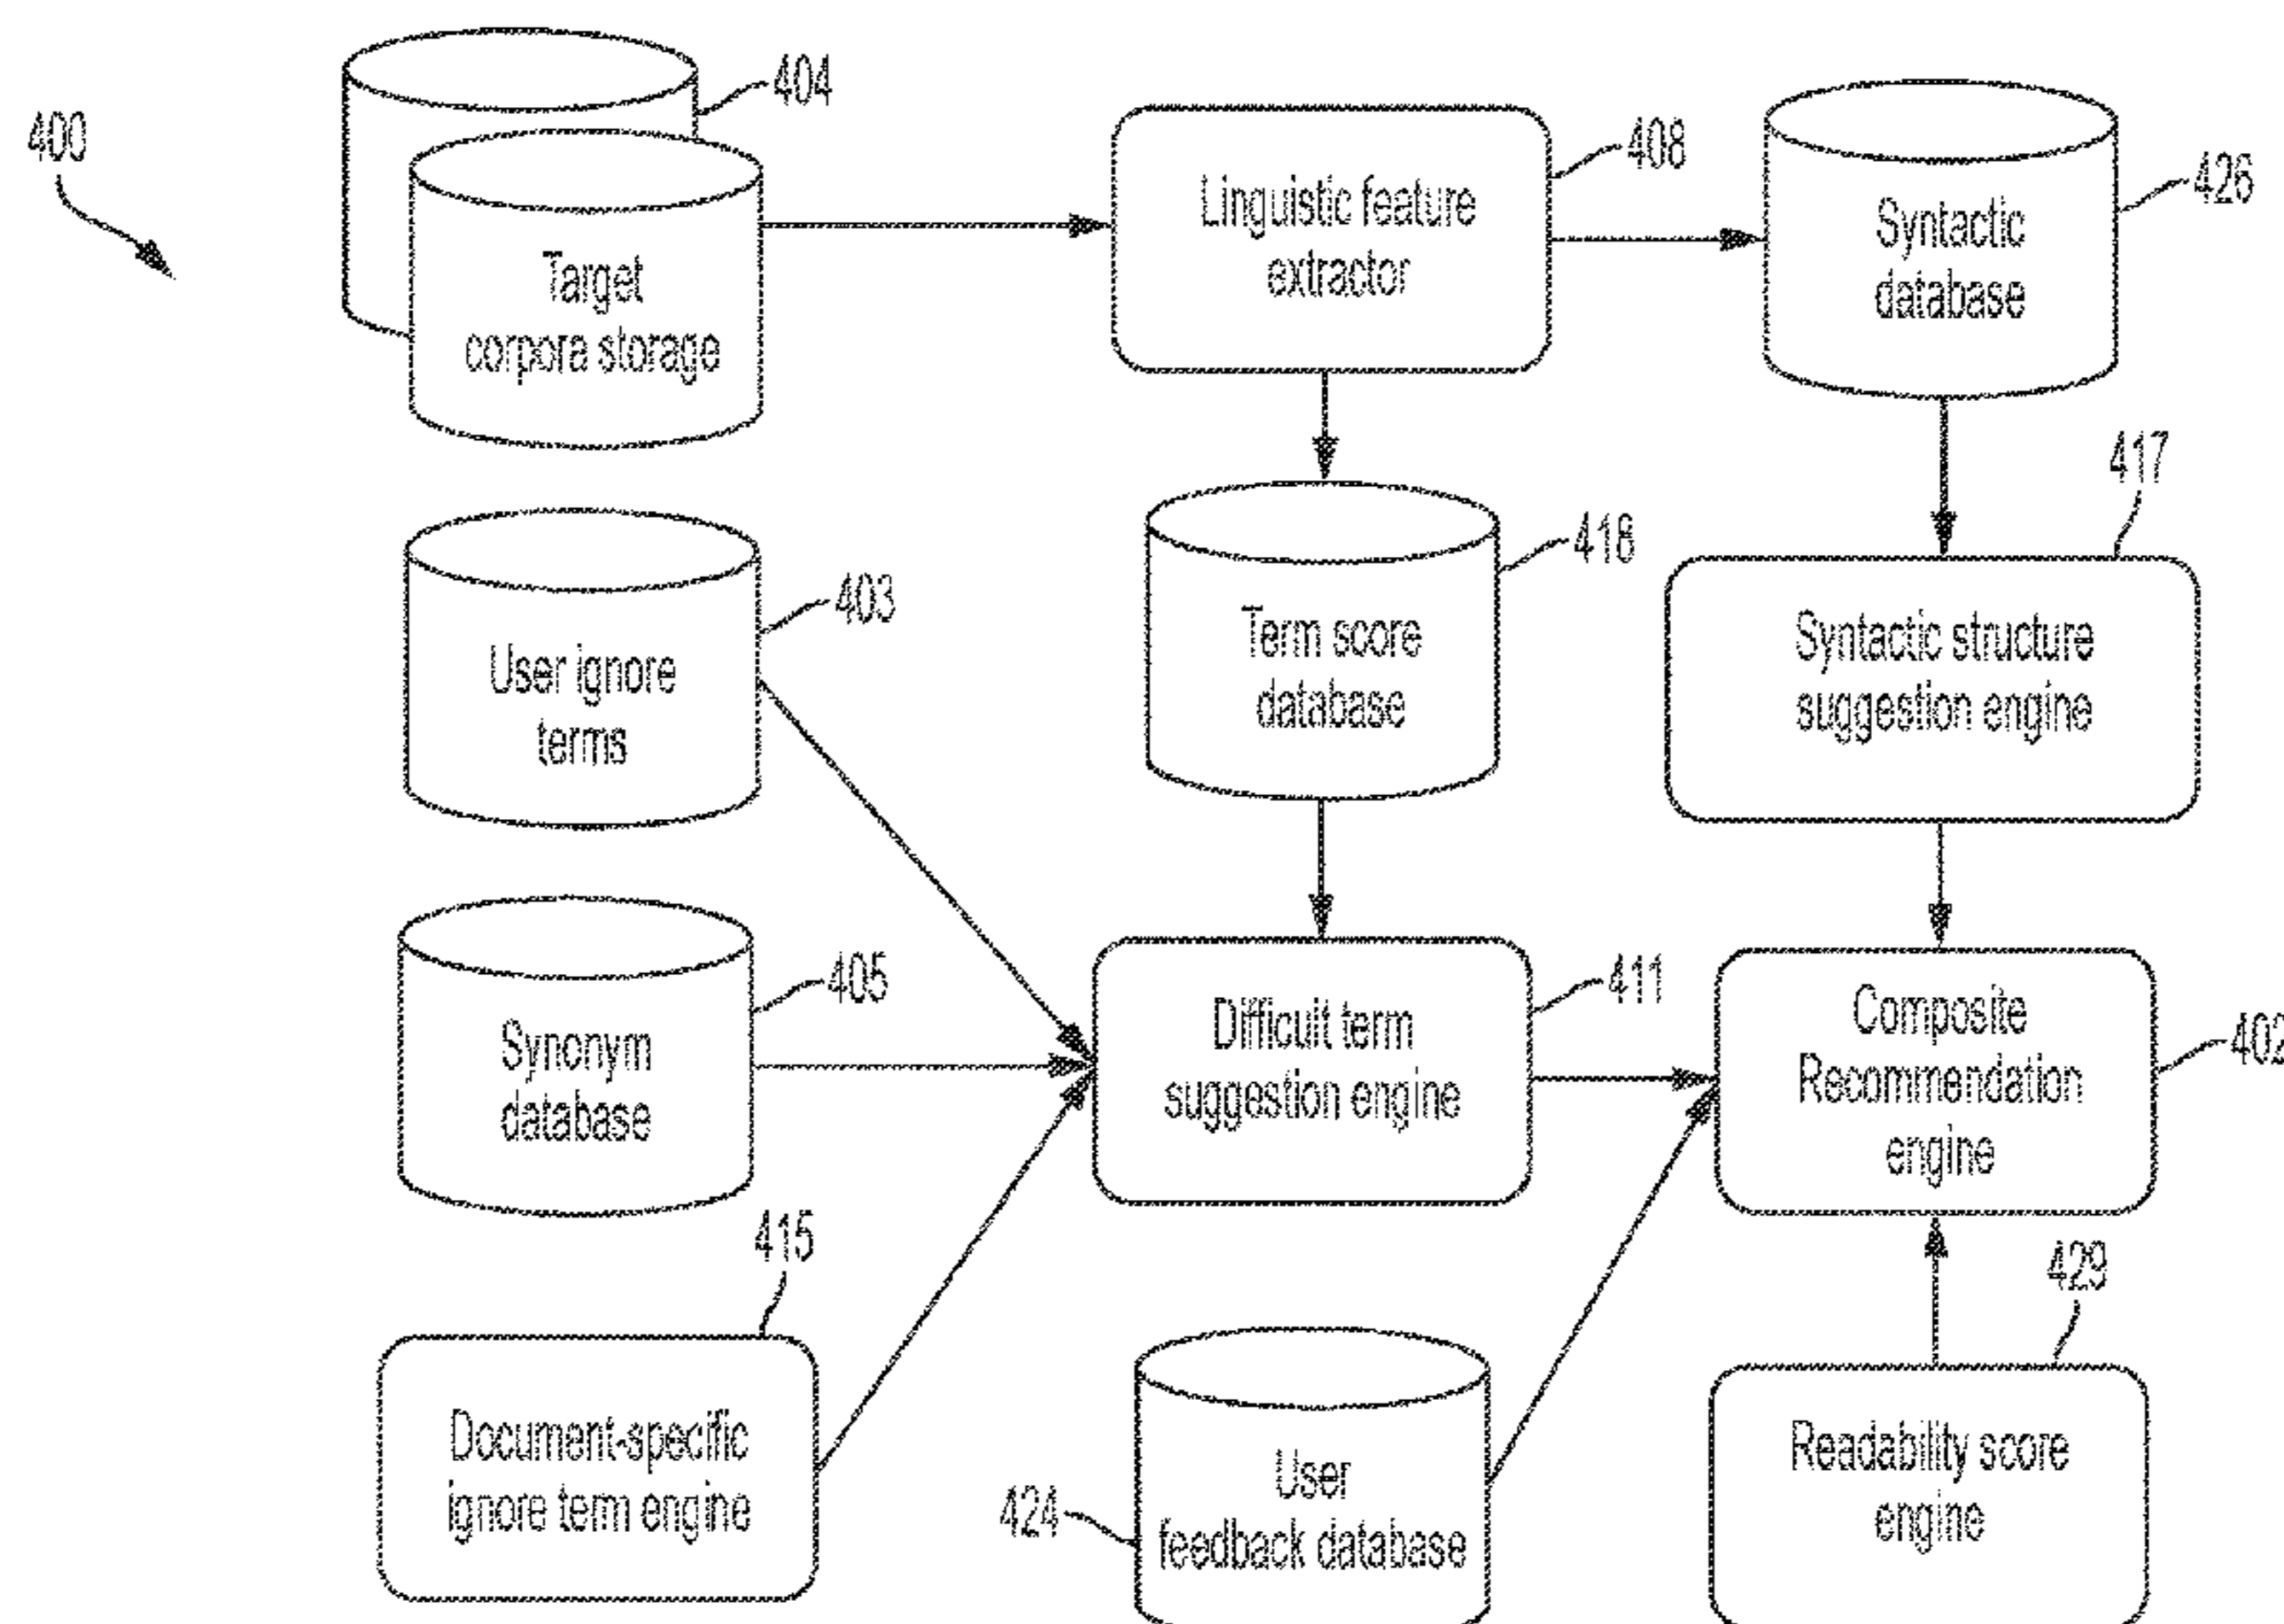 400
404
Target
corpora storage
408
Linguistic feature
extractor
426
Syntactic
database
403
User ignore
terms
418
Term score
database
417
Syntactic structure
suggestion engine
405
Synonym
database
411
Difficult term
suggestion engine
402
Composite
Recommendation
engine
415
Document-specific
ignore term engine
424
User
feedback database
429
Readability score
engine